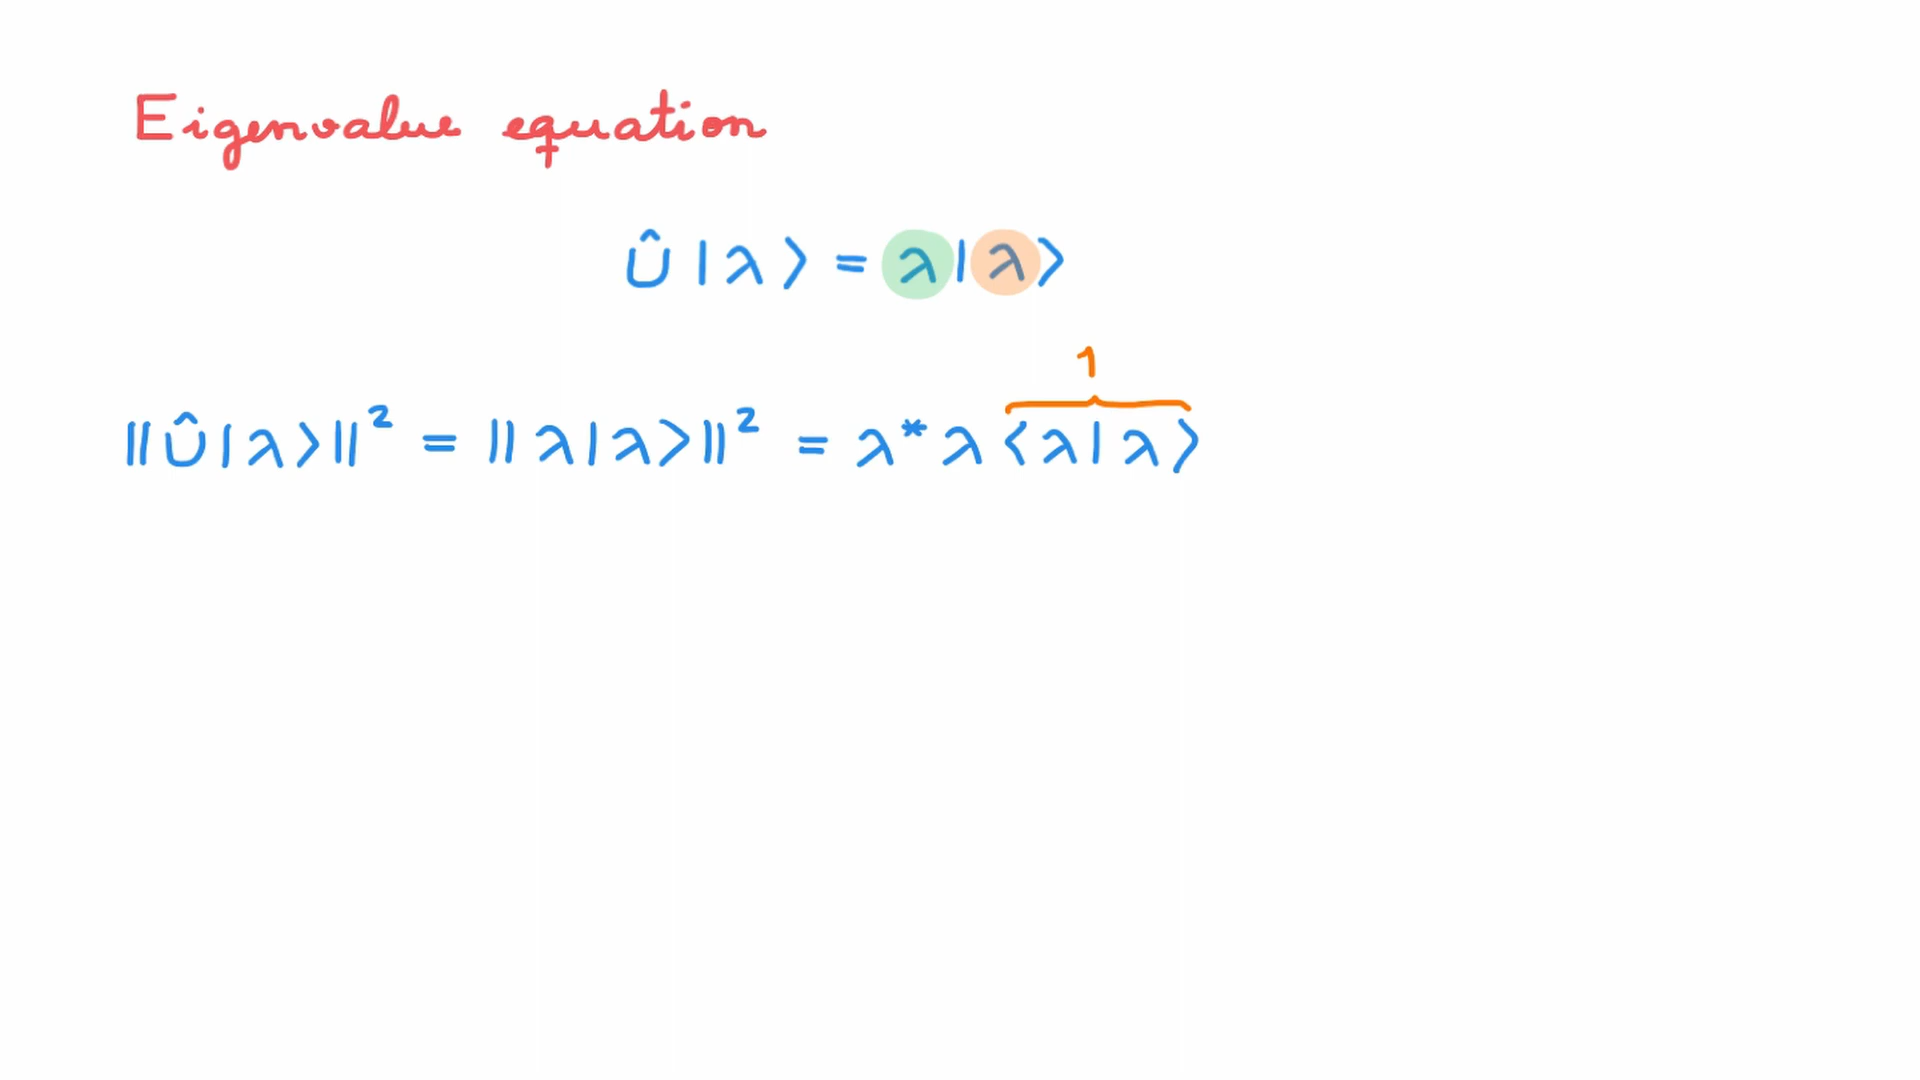 Eigenvalue equation
Û|λ⟩ = λ|λ⟩
1
‖Û|λ⟩‖² = ‖λ|λ⟩‖² = λ*λ⟨λ|λ⟩